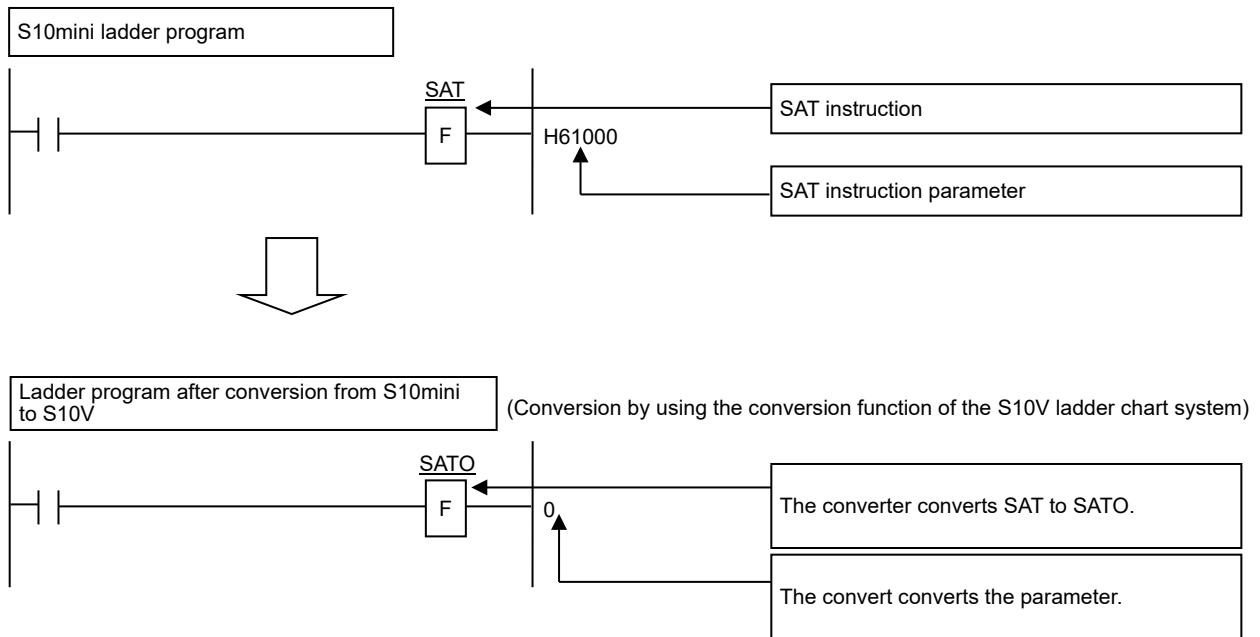 S10mini ladder program
SAT
SAT instruction
F
H61000
SAT instruction parameter
Ladder program after conversion from S10mini
to S10V
(Conversion by using the conversion function of the S10V ladder chart system)
SATO
The converter converts SAT to SATO.
F
0
The convert converts the parameter.